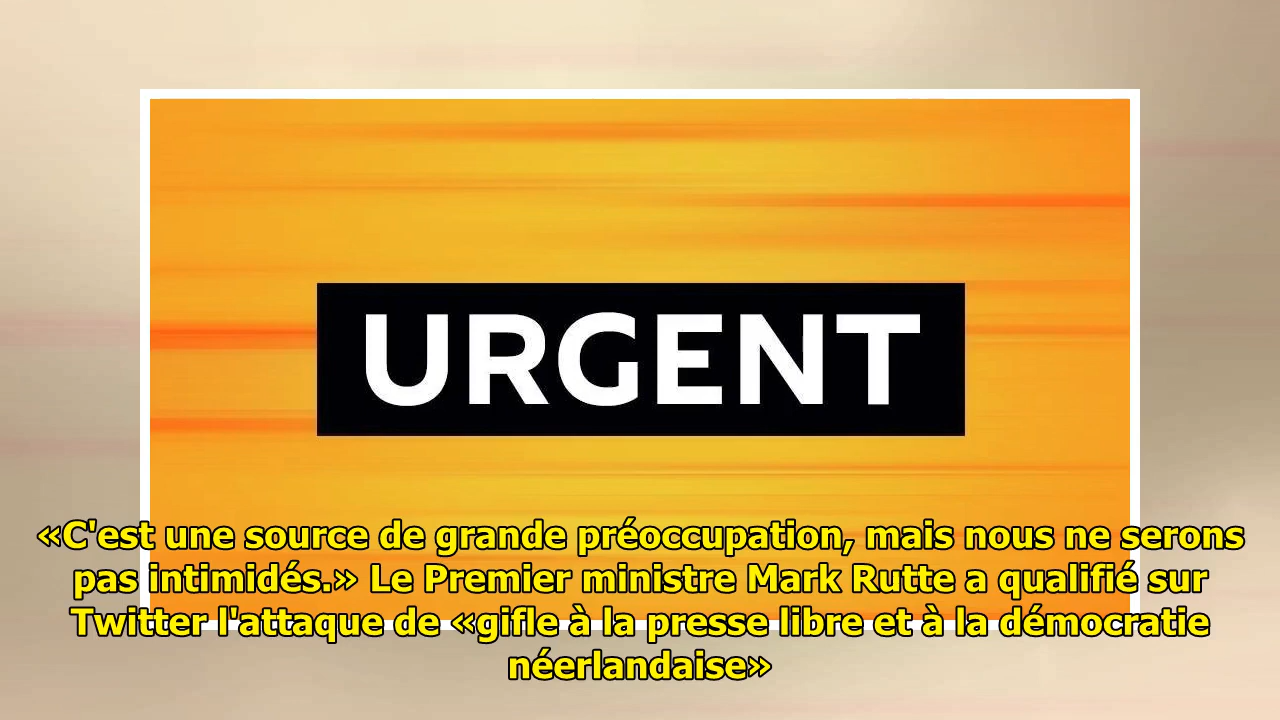 URGENT
«C'est une source de grande préoccupation, mais nous ne serons
pas intimidés.» Le Premier ministre Mark Rutte a qualifié sur
Twitter l'attaque de «gifle à la presse libre et à la démocratie
néerlandaise»